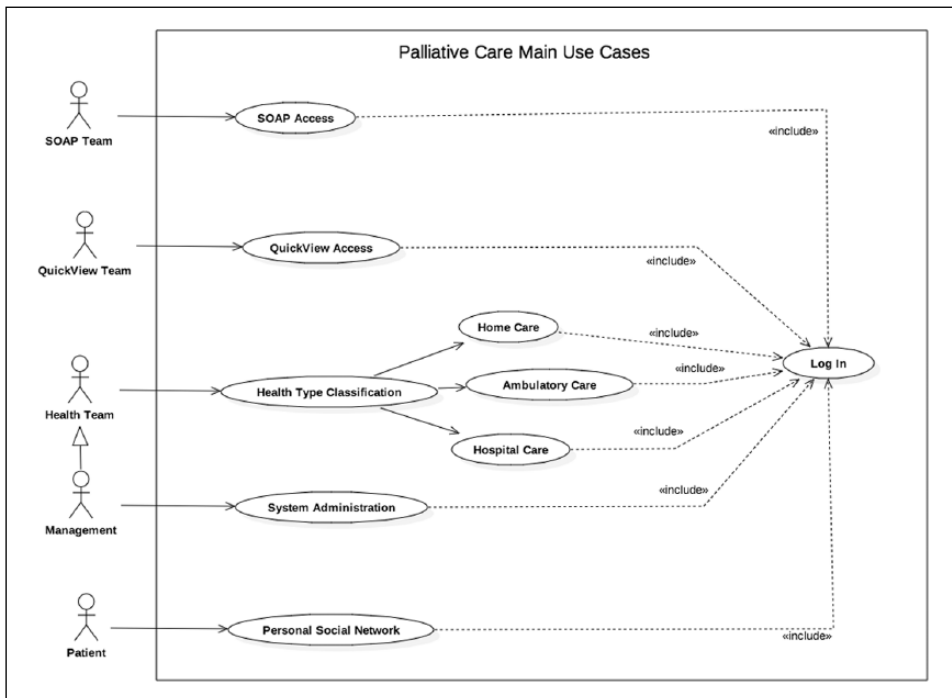 Palliative Care Main Use Cases
SOAP Team
SOAP Access
«include»
QuickView Team
QuickView Access
«include»
Home Care
«include»
Health Team
Health Type Classification
Ambulatory Care
«include»
Log In
Hospital Care
«include»
Management
System Administration
«include»
Patient
Personal Social Network
«include»